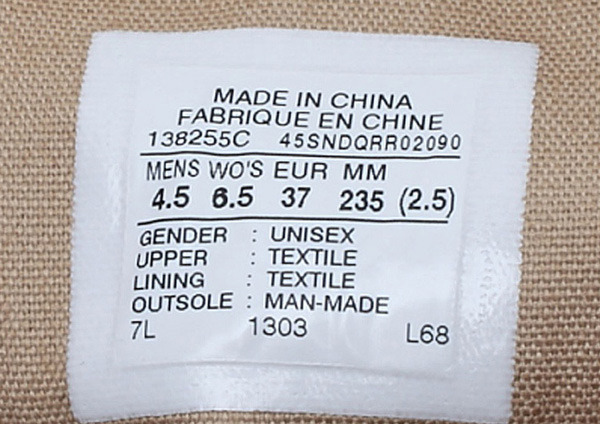 MADE IN CHINA
FABRIQUE EN CHINE
138255C 45SNDQRR02090
MENS WO'S EUR MM
4.5 6.5 37 235 (2.5)
GENDER : UNISEX
UPPER : TEXTILE
LINING : TEXTILE
OUTSOLE : MAN-MADE
7L 1303 L68